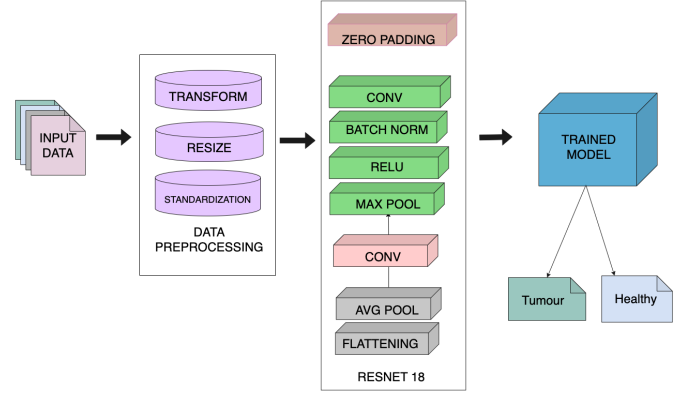 INPUT
DATA
TRANSFORM
RESIZE
STANDARDIZATION
DATA
PREPROCESSING
ZERO PADDING
CONV
BATCH NORM
RELU
MAX POOL
CONV
AVG POOL
FLATTENING
RESNET 18
TRAINED
MODEL
Tumour
Healthy